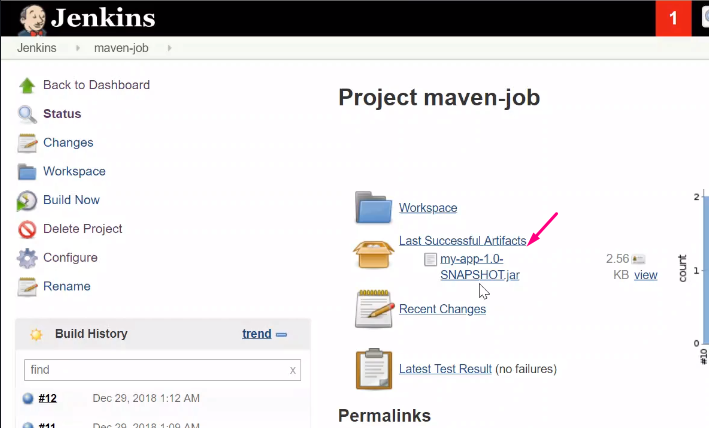 Jenkins
1
Jenkins maven-job
Back to Dashboard
Status
Changes
Workspace
Build Now
Delete Project
Configure
Rename
Build History trend
find x
#12 Dec 29, 2018 1:12 AM
#11 Dec 29, 2018 1:09 AM
Project maven-job
Workspace
Last Successful Artifacts
my-app-1.0-
SNAPSHOT.jar
2.56
KB view
Recent Changes
Latest Test Result (no failures)
Permalinks
2
1
0
count
#10